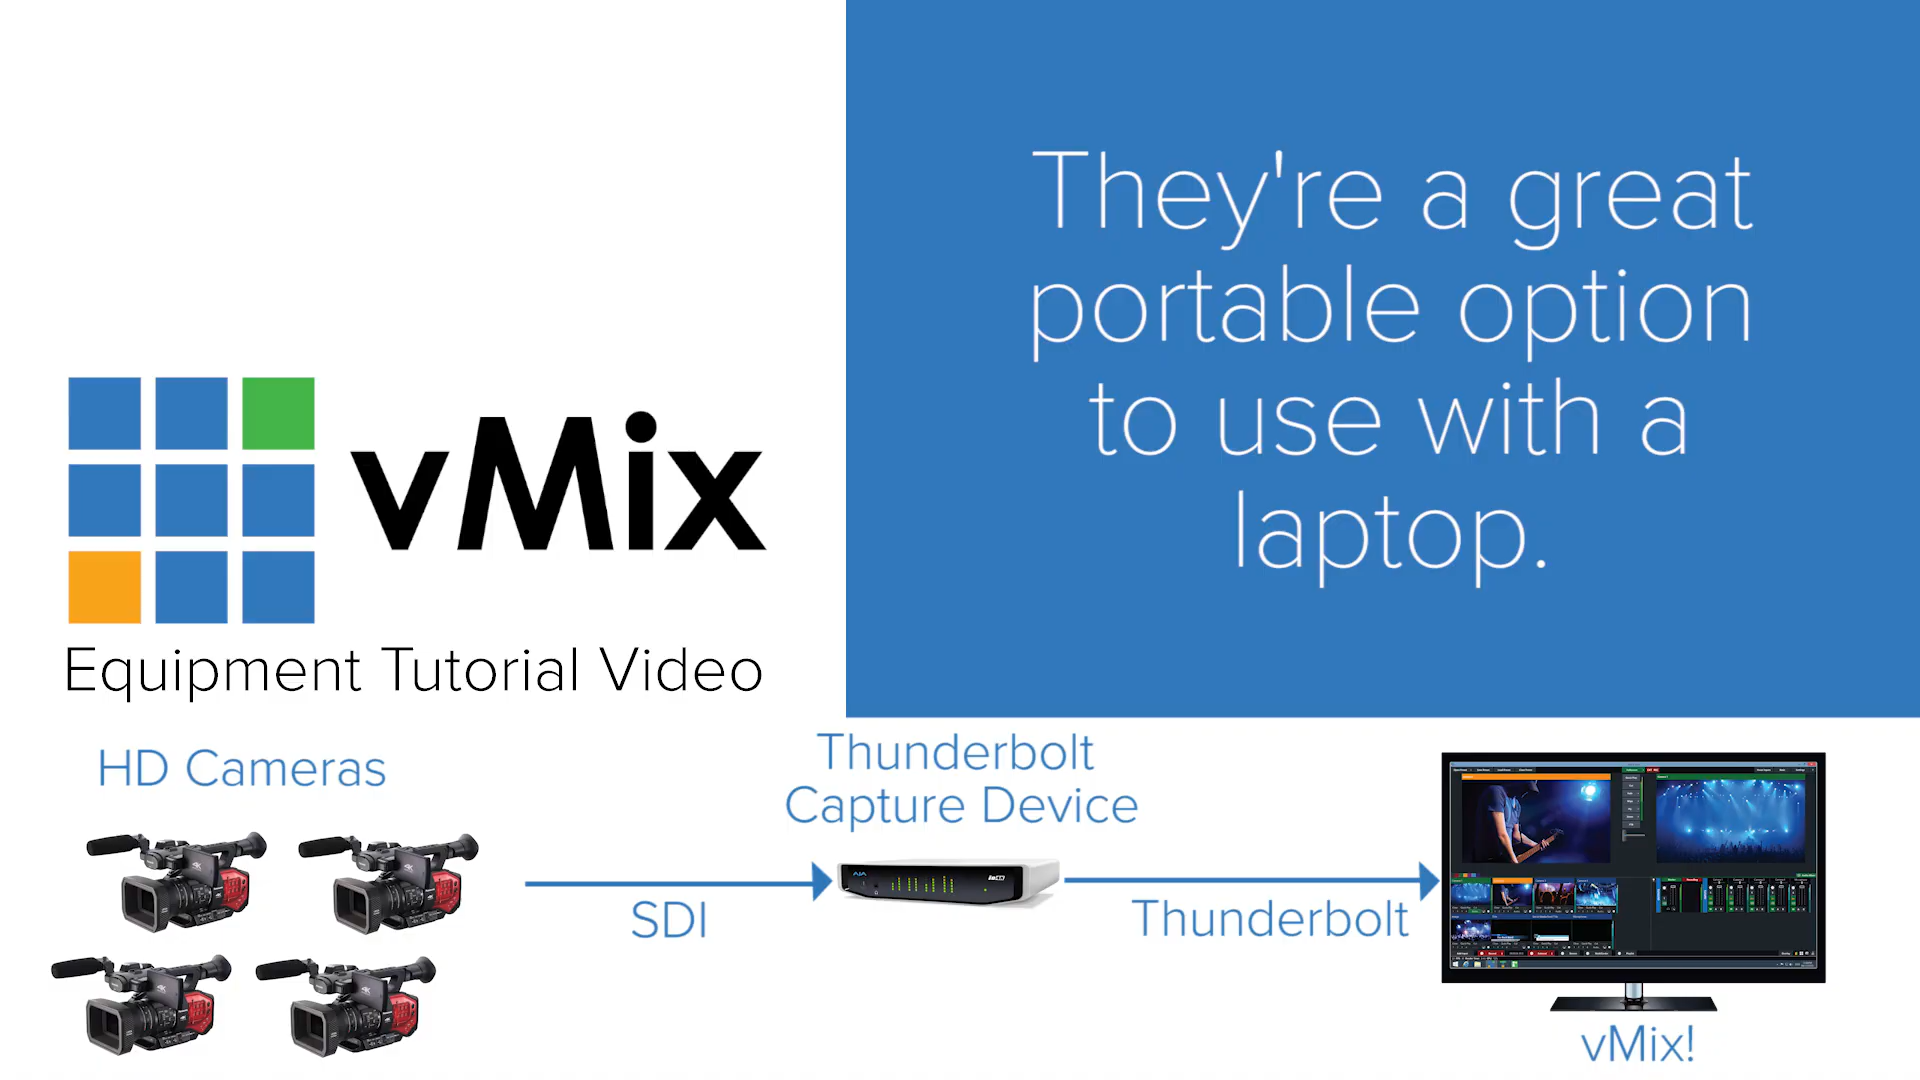 They're a great
portable option
to use with a
laptop.
vMix
Equipment Tutorial Video
HD Cameras
Thunderbolt
Capture Device
AJA
SDI
Thunderbolt
vMix!